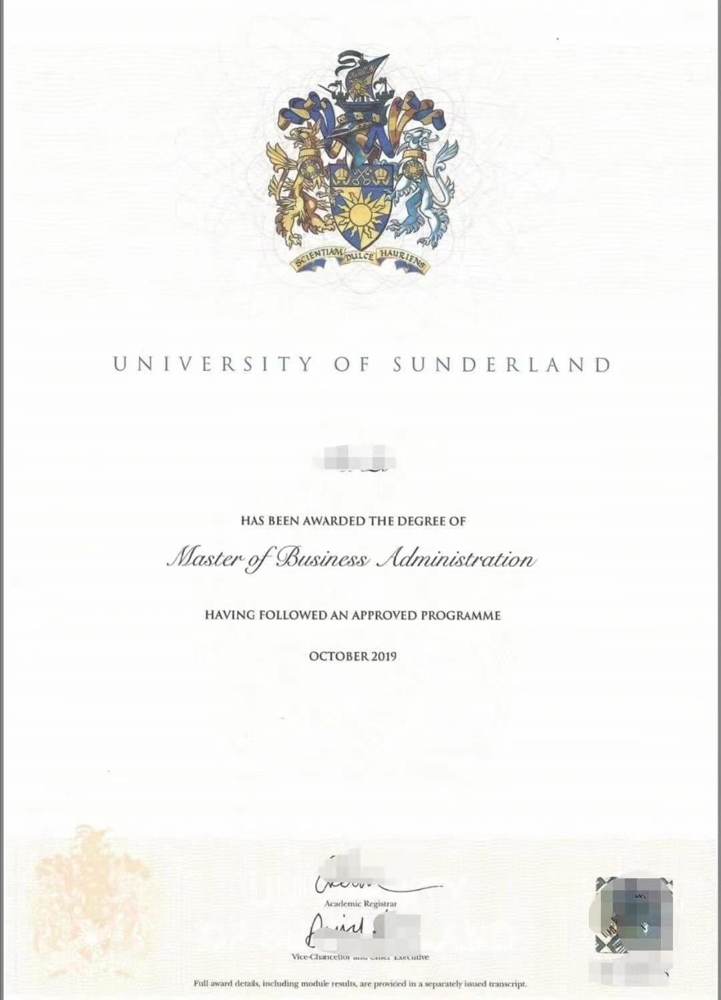 SCIENTIAM DULCE HAURIENS
UNIVERSITY OF SUNDERLAND
HAS BEEN AWARDED THE DEGREE OF
Master of Business Administration
HAVING FOLLOWED AN APPROVED PROGRAMME
OCTOBER 2019
Academic Registrar
Vice-Chancellor and Chief Executive
Full award details, including module results, are provided in a separately issued transcript.